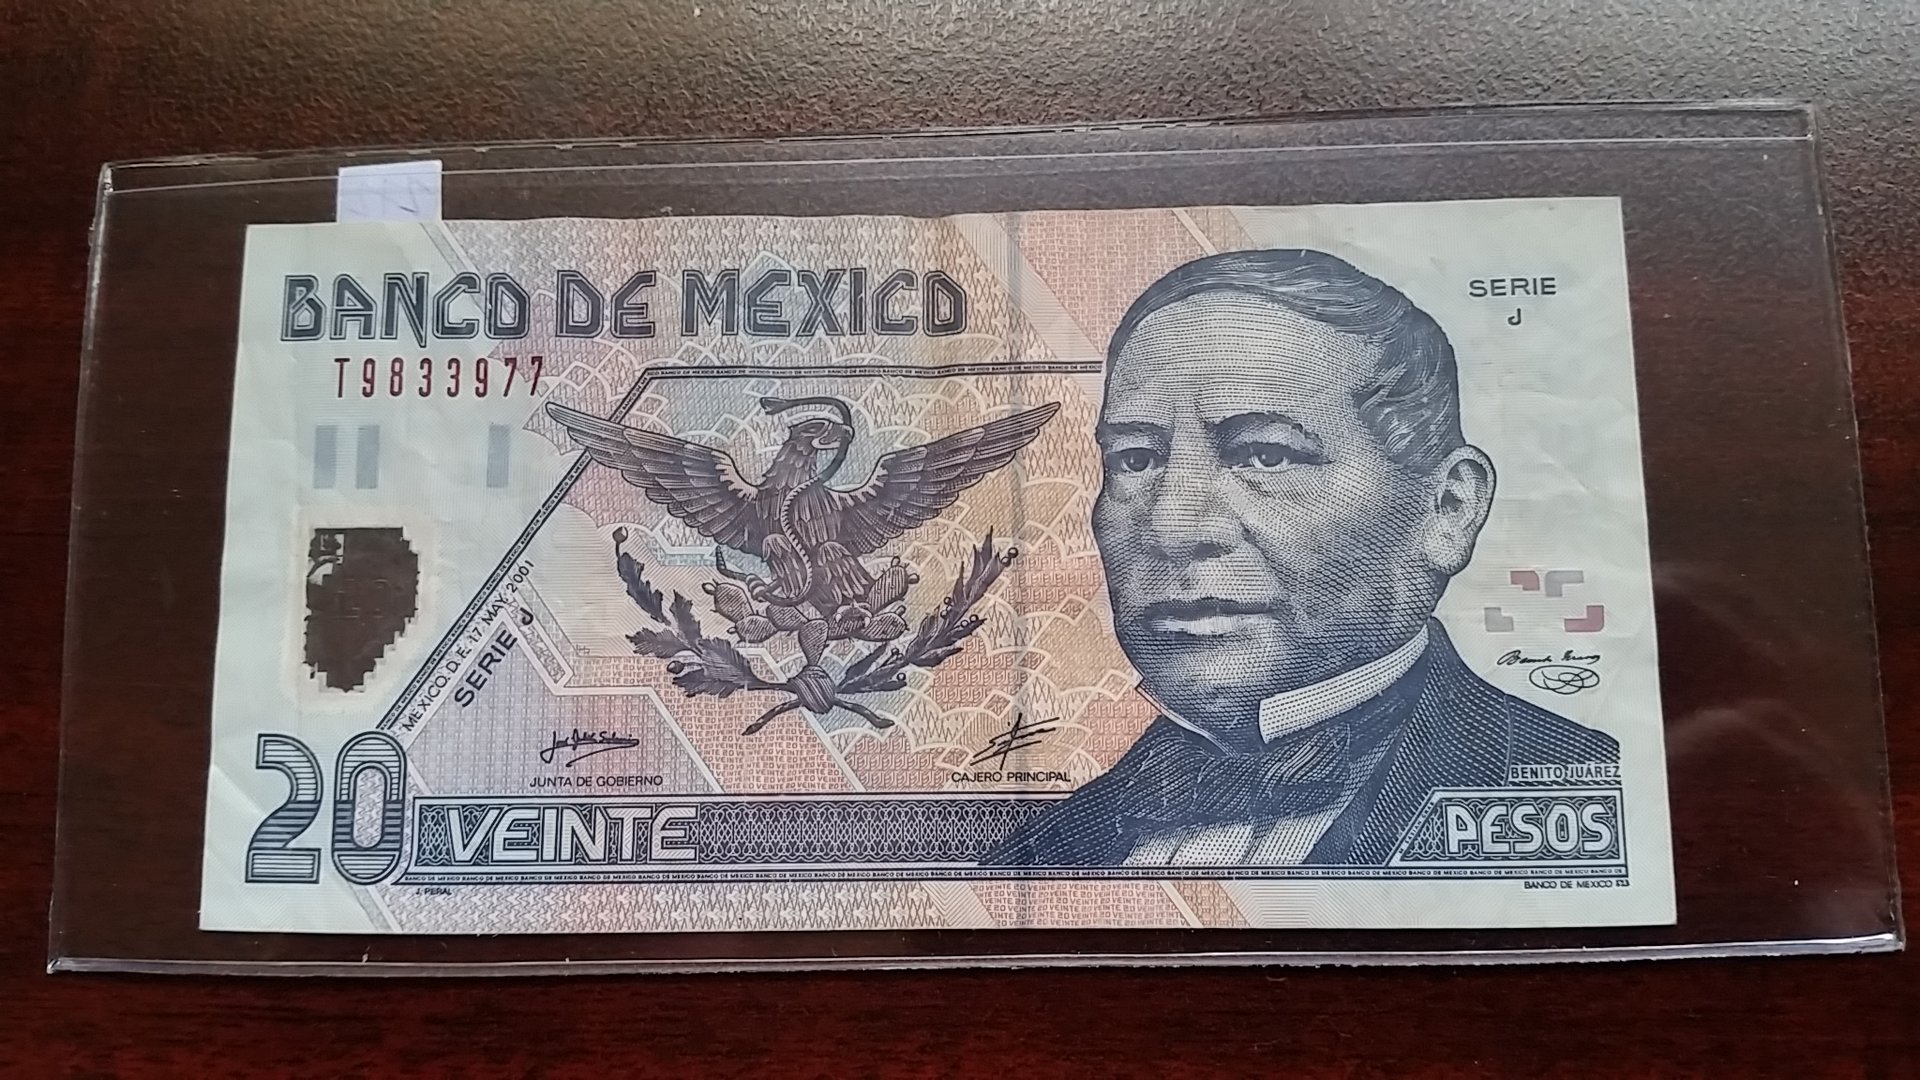 BANCO DE MEXICO
SERIE
J
T9833977
MEXICO, D.F. 17 MAY. 2001
SERIE J
JUNTA DE GOBIERNO
CAJERO PRINCIPAL
BENITO JUÁREZ
20 VEINTE PESOS
J. PERAL
BANCO DE MEXICO